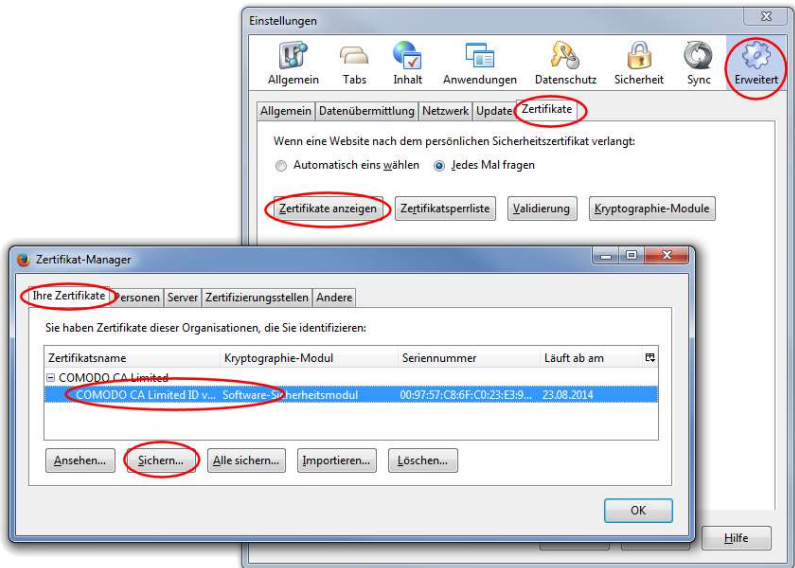 Einstellungen
Allgemein Tabs Inhalt Anwendungen Datenschutz Sicherheit Sync Erweitert
Allgemein Datenübermittlung Netzwerk Update Zertifikate
Wenn eine Website nach dem persönlichen Sicherheitszertifikat verlangt:
Automatisch eins wählen Jedes Mal fragen
Zertifikate anzeigen Zertifikatsperrliste Validierung Kryptographie-Module
Zertifikat-Manager
Ihre Zertifikate Personen Server Zertifizierungsstellen Andere
Sie haben Zertifikate dieser Organisationen, die Sie identifizieren:
Zertifikatsname Kryptographie-Modul Seriennummer Läuft ab am
COMODO CA Limited
COMODO CA Limited ID v... Software-Sicherheitsmodul 00:97:57:C8:6F:C0:23:E3:9... 23.08.2014
Ansehen... Sichern... Alle sichern... Importieren... Löschen...
OK
Hilfe